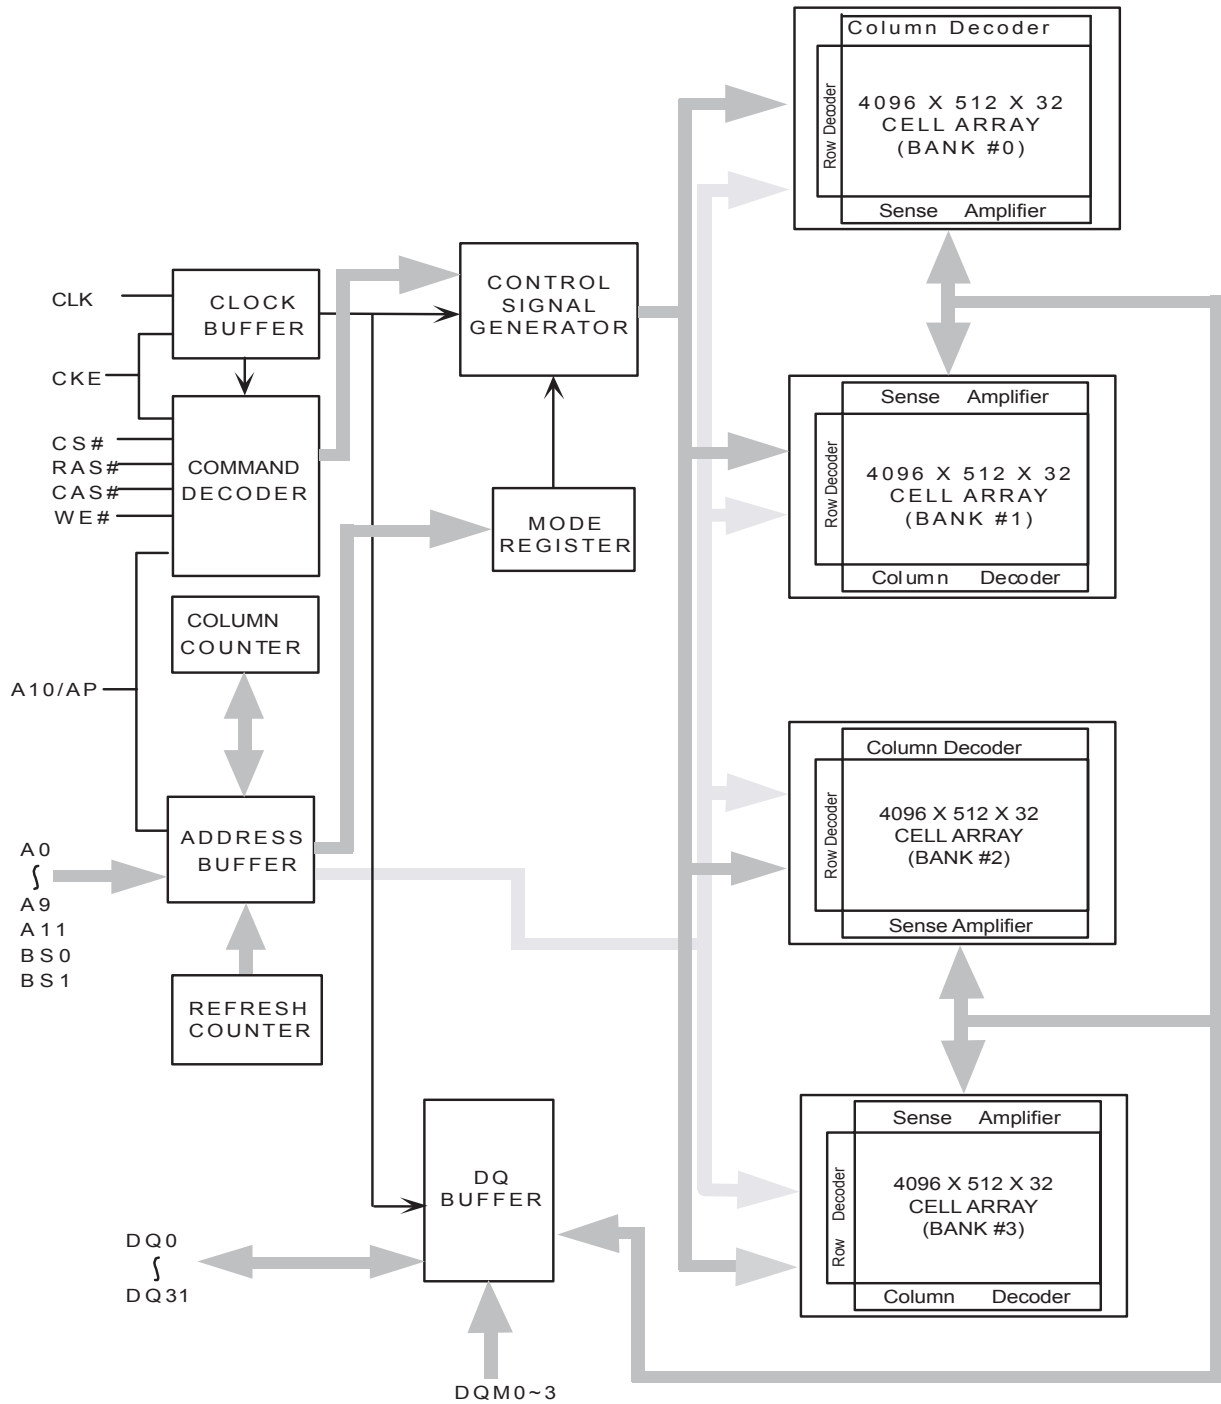 Column Decoder
Row Decoder
4096 X 512 X 32
CELL ARRAY
(BANK #0)
Sense Amplifier
CLK
CLOCK
BUFFER
CONTROL
SIGNAL
GENERATOR
CKE
CS#
RAS#
CAS#
WE#
COMMAND
DECODER
MODE
REGISTER
Sense Amplifier
Row Decoder
4096 X 512 X 32
CELL ARRAY
(BANK #1)
Column Decoder
COLUMN
COUNTER
A10/AP
ADDRESS
BUFFER
A0
A9
A11
BS0
BS1
REFRESH
COUNTER
Column Decoder
Row Decoder
4096 X 512 X 32
CELL ARRAY
(BANK #2)
Sense Amplifier
Sense Amplifier
Row Decoder
4096 X 512 X 32
CELL ARRAY
(BANK #3)
Column Decoder
DQ
BUFFER
DQ0
DQ31
DQM0~3